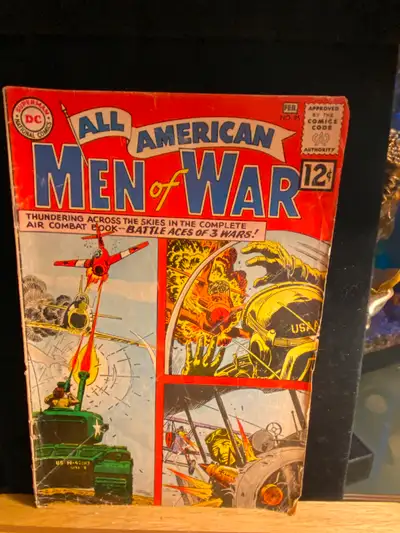 SUPERMAN
DC
NATIONAL COMICS
FEB.
APPROVED
BY THE
COMICS
CODE
AUTHORITY
ALL AMERICAN
MEN of WAR
12¢
THUNDERING ACROSS THE SKIES IN THE COMPLETE
AIR COMBAT BOOK--BATTLE ACES OF 3 WARS!
USA